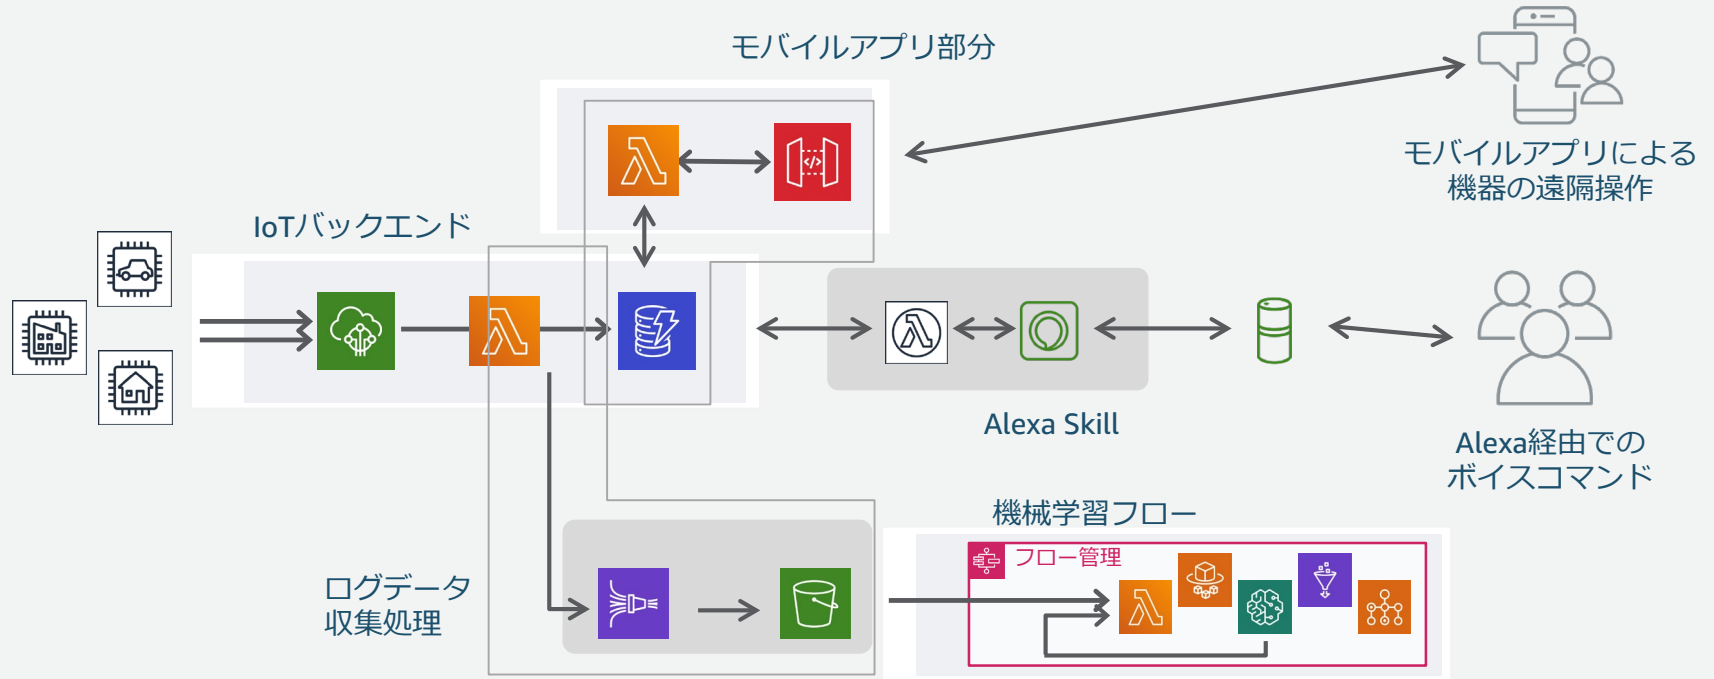 モバイルアプリ部分
モバイルアプリによる
機器の遠隔操作
IoTバックエンド
Alexa Skill
Alexa経由での
ボイスコマンド
機械学習フロー
フロー管理
ログデータ
収集処理